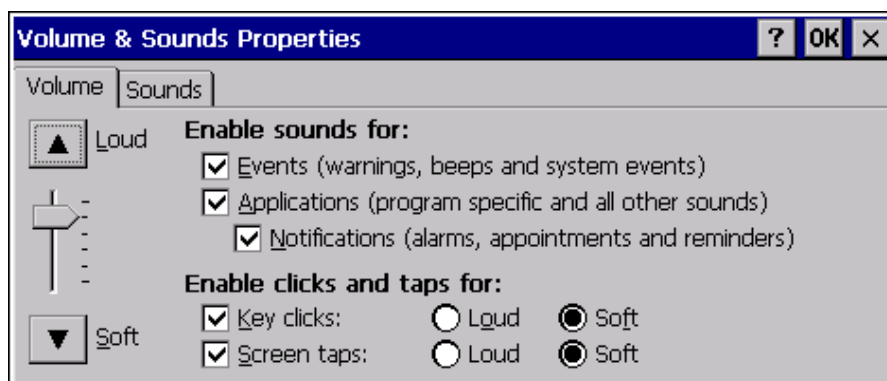 Volume & Sounds Properties ? OK ×
Volume Sounds
Loud
Enable sounds for:
Events (warnings, beeps and system events)
Applications (program specific and all other sounds)
Notifications (alarms, appointments and reminders)
Enable clicks and taps for:
Key clicks: Loud Soft
Soft
Screen taps: Loud Soft